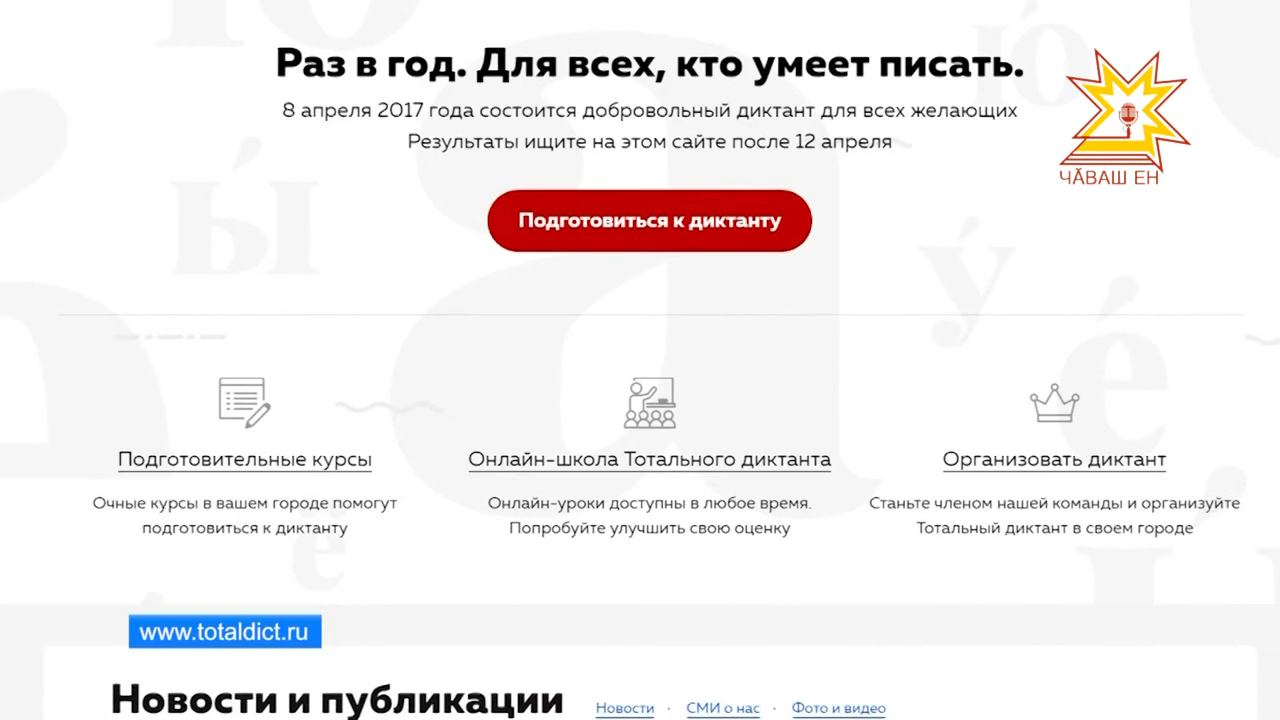 Раз в год. Для всех, кто умеет писать.
8 апреля 2017 года состоится добровольный диктант для всех желающих
Результаты ищите на этом сайте после 12 апреля
ЧӐВАШ ЕН
Подготовиться к диктанту
Подготовительные курсы
Очные курсы в вашем городе помогут
подготовиться к диктанту
Онлайн-школа Тотального диктанта
Онлайн-уроки доступны в любое время.
Попробуйте улучшить свою оценку
Организовать диктант
Станьте членом нашей команды и организуйте
Тотальный диктант в своем городе
www.totaldict.ru
Новости и публикации
Новости · СМИ о нас · Фото и видео